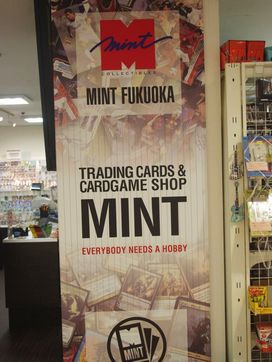 mint
COLLECTIBLES
MINT FUKUOKA
TRADING CARDS &
CARDGAME SHOP
MINT
EVERYBODY NEEDS A HOBBY
MINT